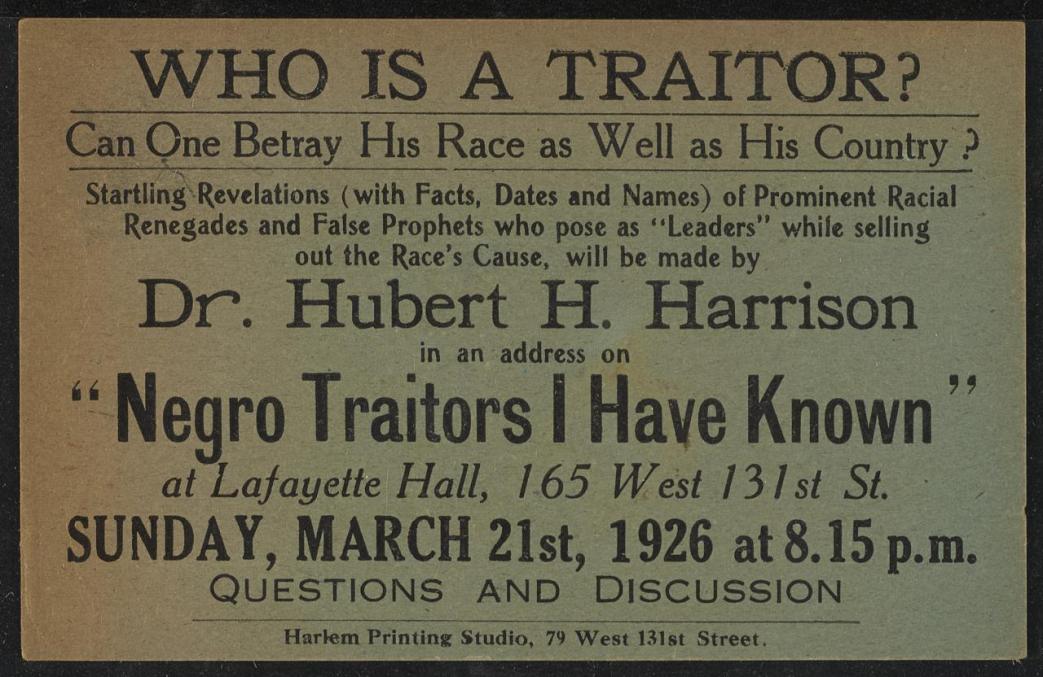 WHO IS A TRAITOR?
Can One Betray His Race as Well as His Country ?
Startling Revelations (with Facts, Dates and Names) of Prominent Racial
Renegades and False Prophets who pose as "Leaders" while selling
out the Race's Cause, will be made by
Dr. Hubert H. Harrison
in an address on
"Negro Traitors I Have Known"
at Lafayette Hall, 165 West 131st St.
SUNDAY, MARCH 21st, 1926 at 8.15 p.m.
QUESTIONS AND DISCUSSION
Harlem Printing Studio, 79 West 131st Street.